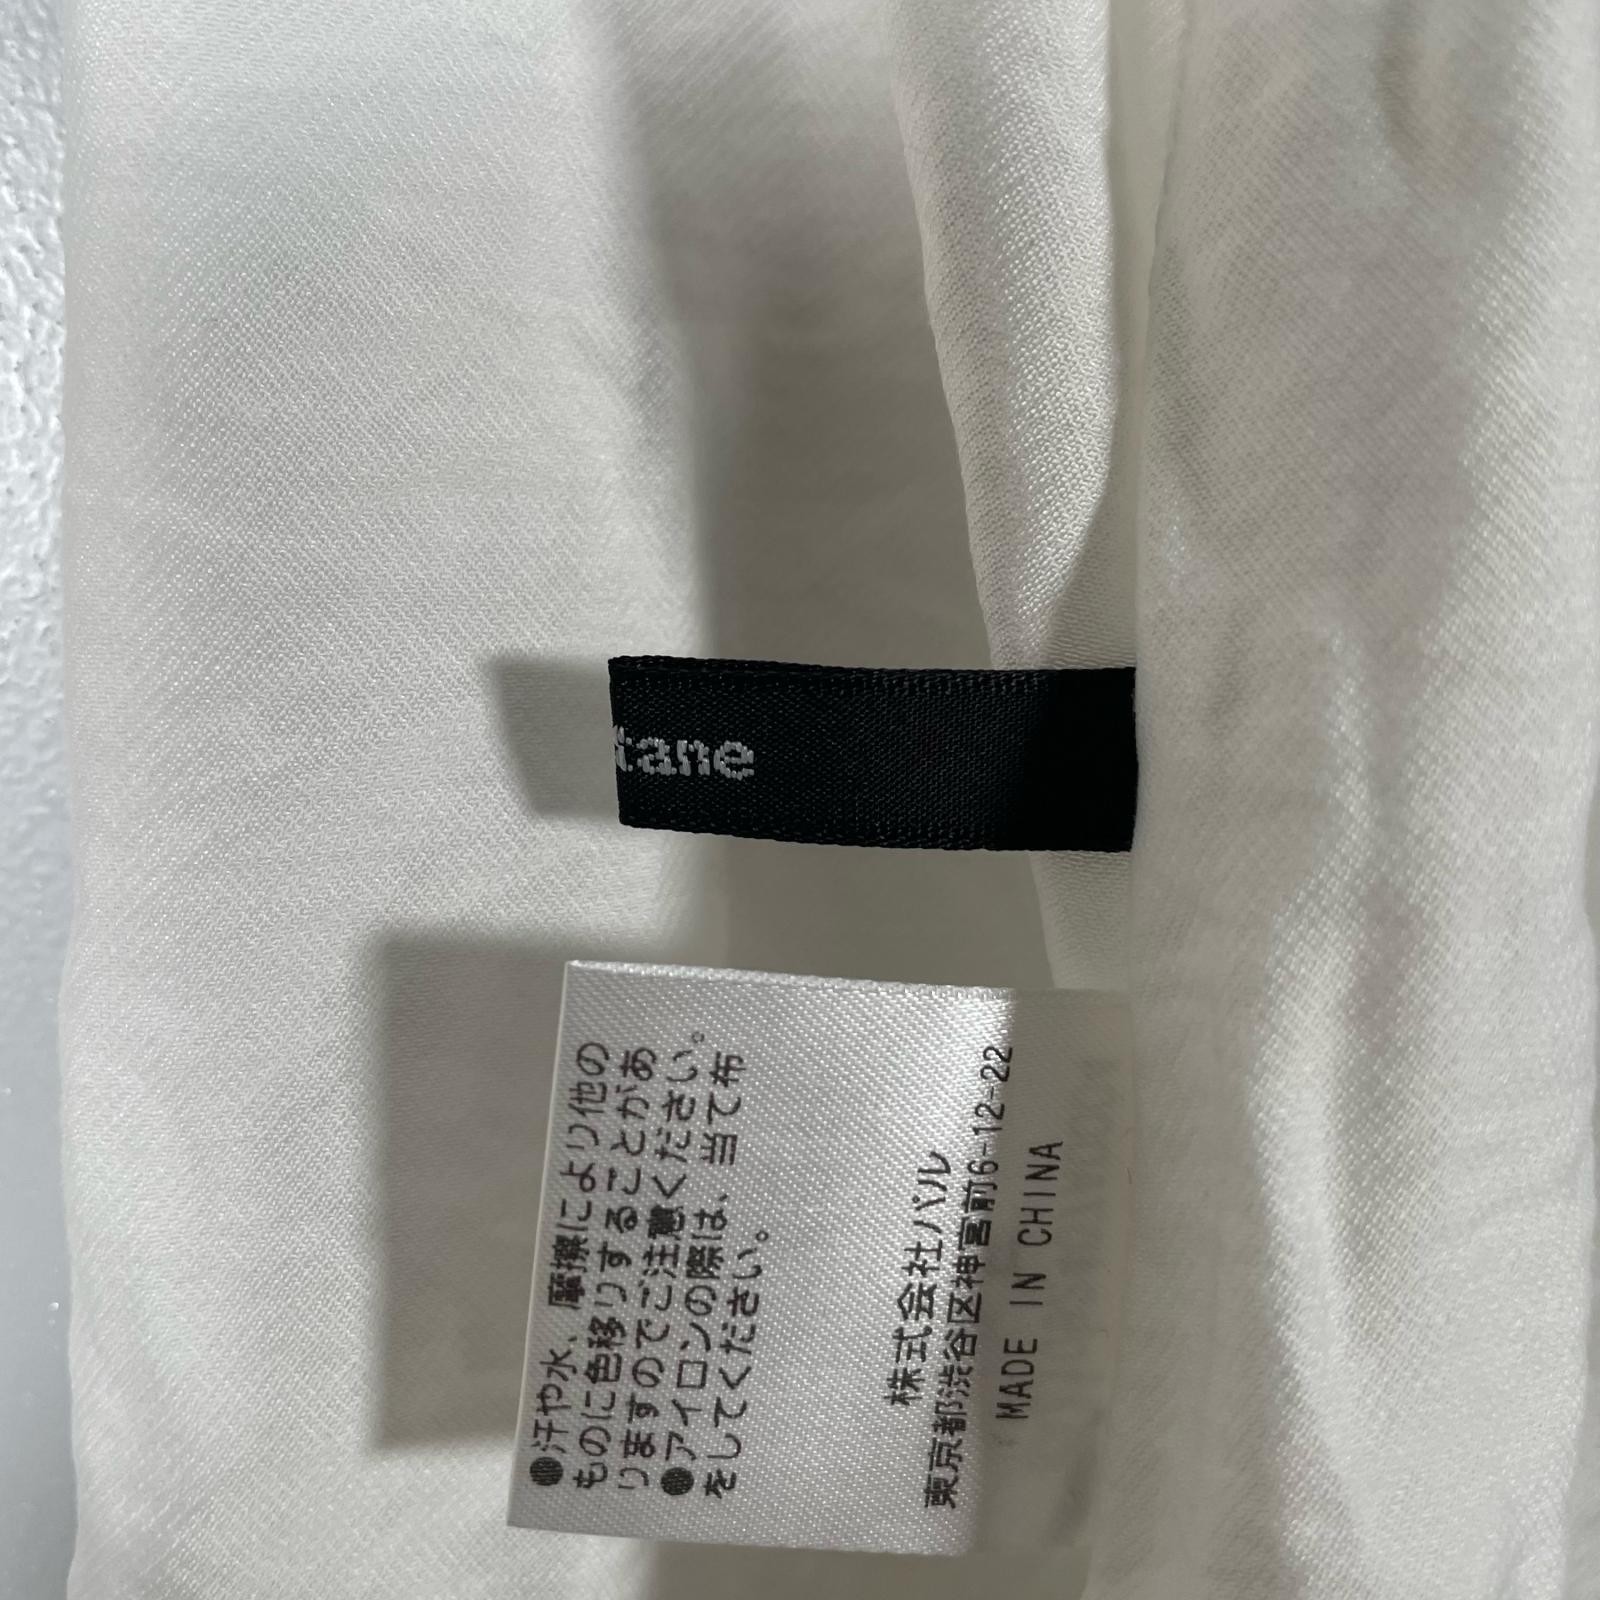 tane
●汗や水、摩擦により他の
ものに色移りすることがあ
りますのでご注意ください。
●アイロンの際は、当て布
をしてください。
株式会社パル
東京都渋谷区神宮前6-12-22
MADE IN CHINA